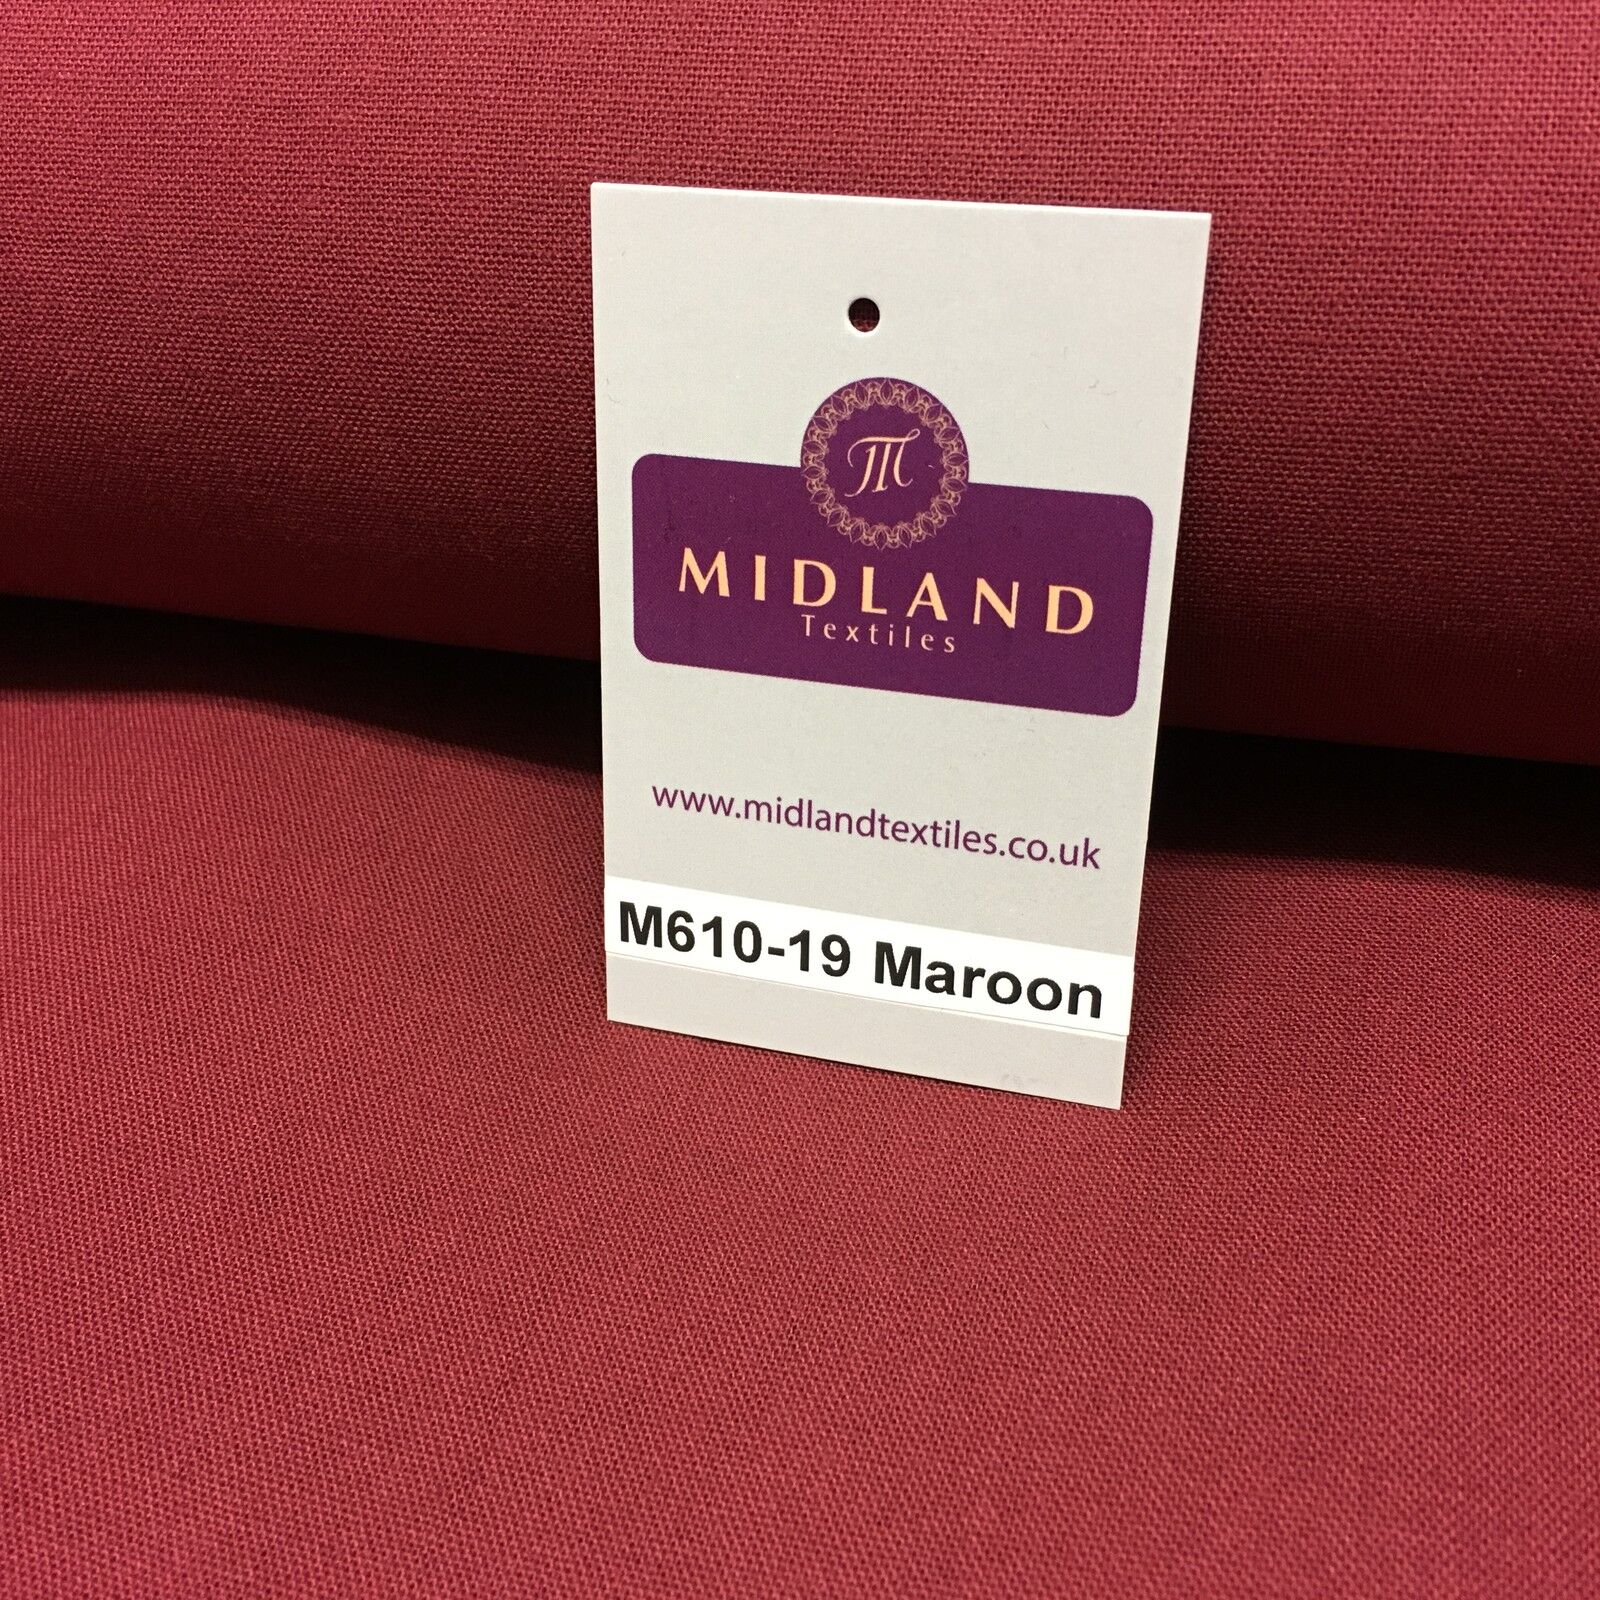 M
MIDLAND
Textiles
www.midlandtextiles.co.uk
M610-19 Maroon